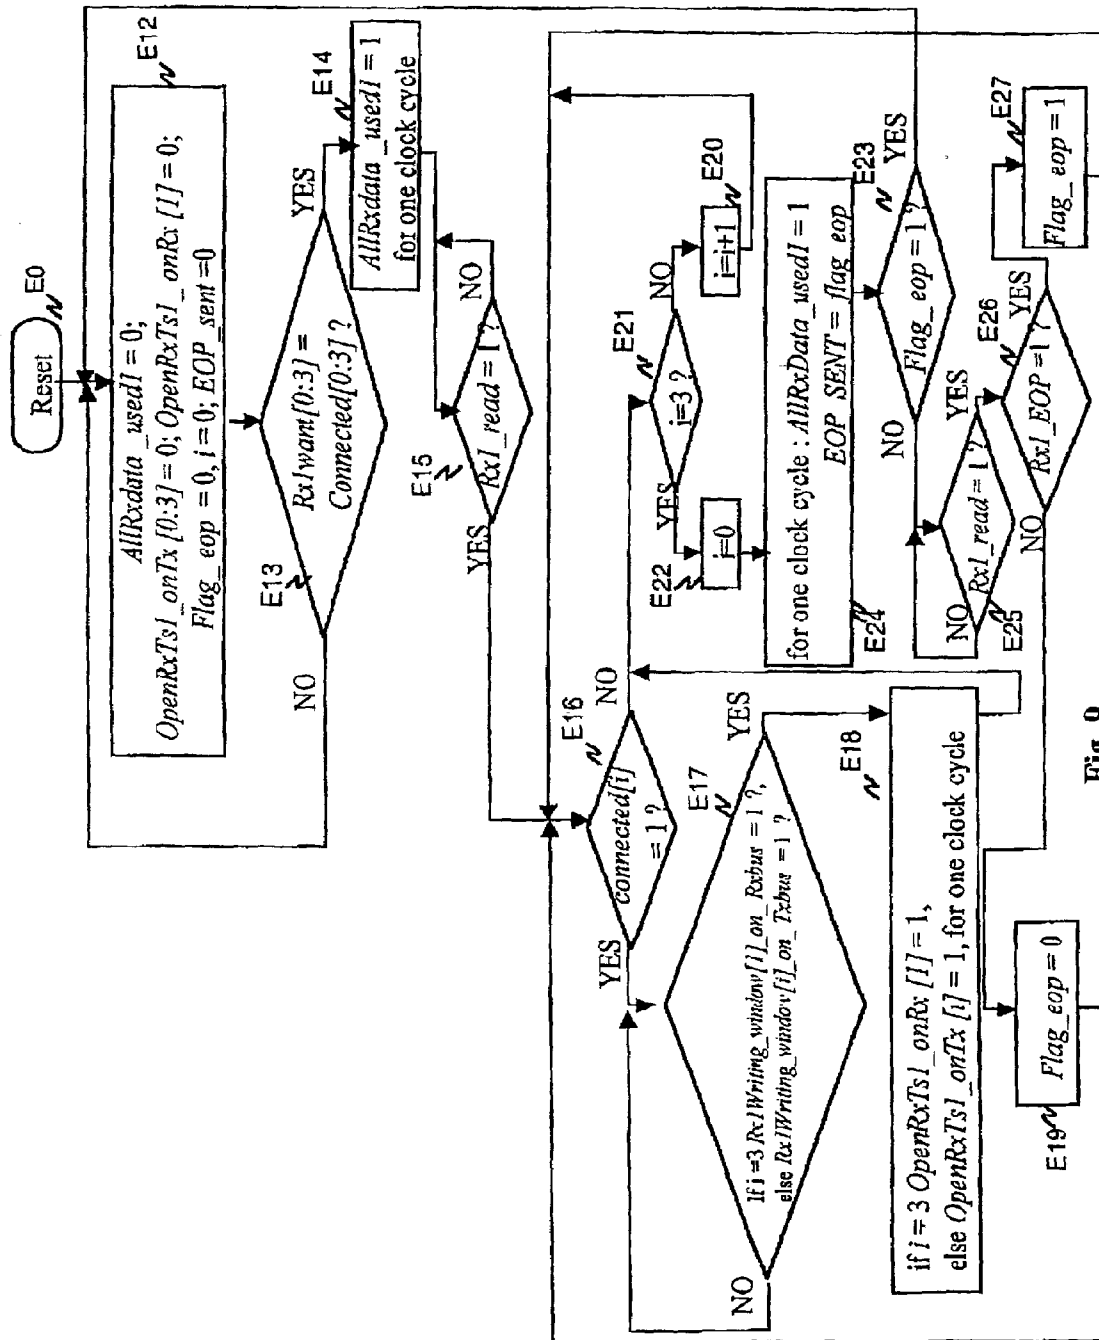 Reset
E0
E12
AllRxdata_used1 = 0;
OpenRxTs1_onTx [0:3] = 0; OpenRxTs1_onRx [1] = 0;
Flag_eop = 0, i = 0; EOP_sent =0
E13
Rx1want[0:3] =
Connected[0:3] ?
YES
NO
E14
AllRxdata_used1 = 1
for one clock cycle
E15
Rx1_read = 1 ?
NO
YES
E16
connected[i]
= 1 ?
NO
YES
E21
i=3 ?
NO
YES
E20
i=i+1
E22
i=0
for one clock cycle : AllRxData_used1 = 1
EOP SENT = flag_eop
E24
E23
Flag_eop = 1 ?
YES
NO
E17
If i =3 Rx1Writing_window[1]_on_Rxbus = 1 ?,
else Rx1Writing_window[i]_on_Txbus = 1 ?
YES
NO
E18
if i = 3 OpenRxTs1_onRx [1] = 1,
else OpenRxTs1_onTx [i] = 1, for one clock cycle
Rx1_read = 1 ?
YES
NO
E25
E26
Rx1_EOP =1 ?
YES
NO
E27
Flag_eop = 1
E19
Flag_eop = 0
Fig. 9